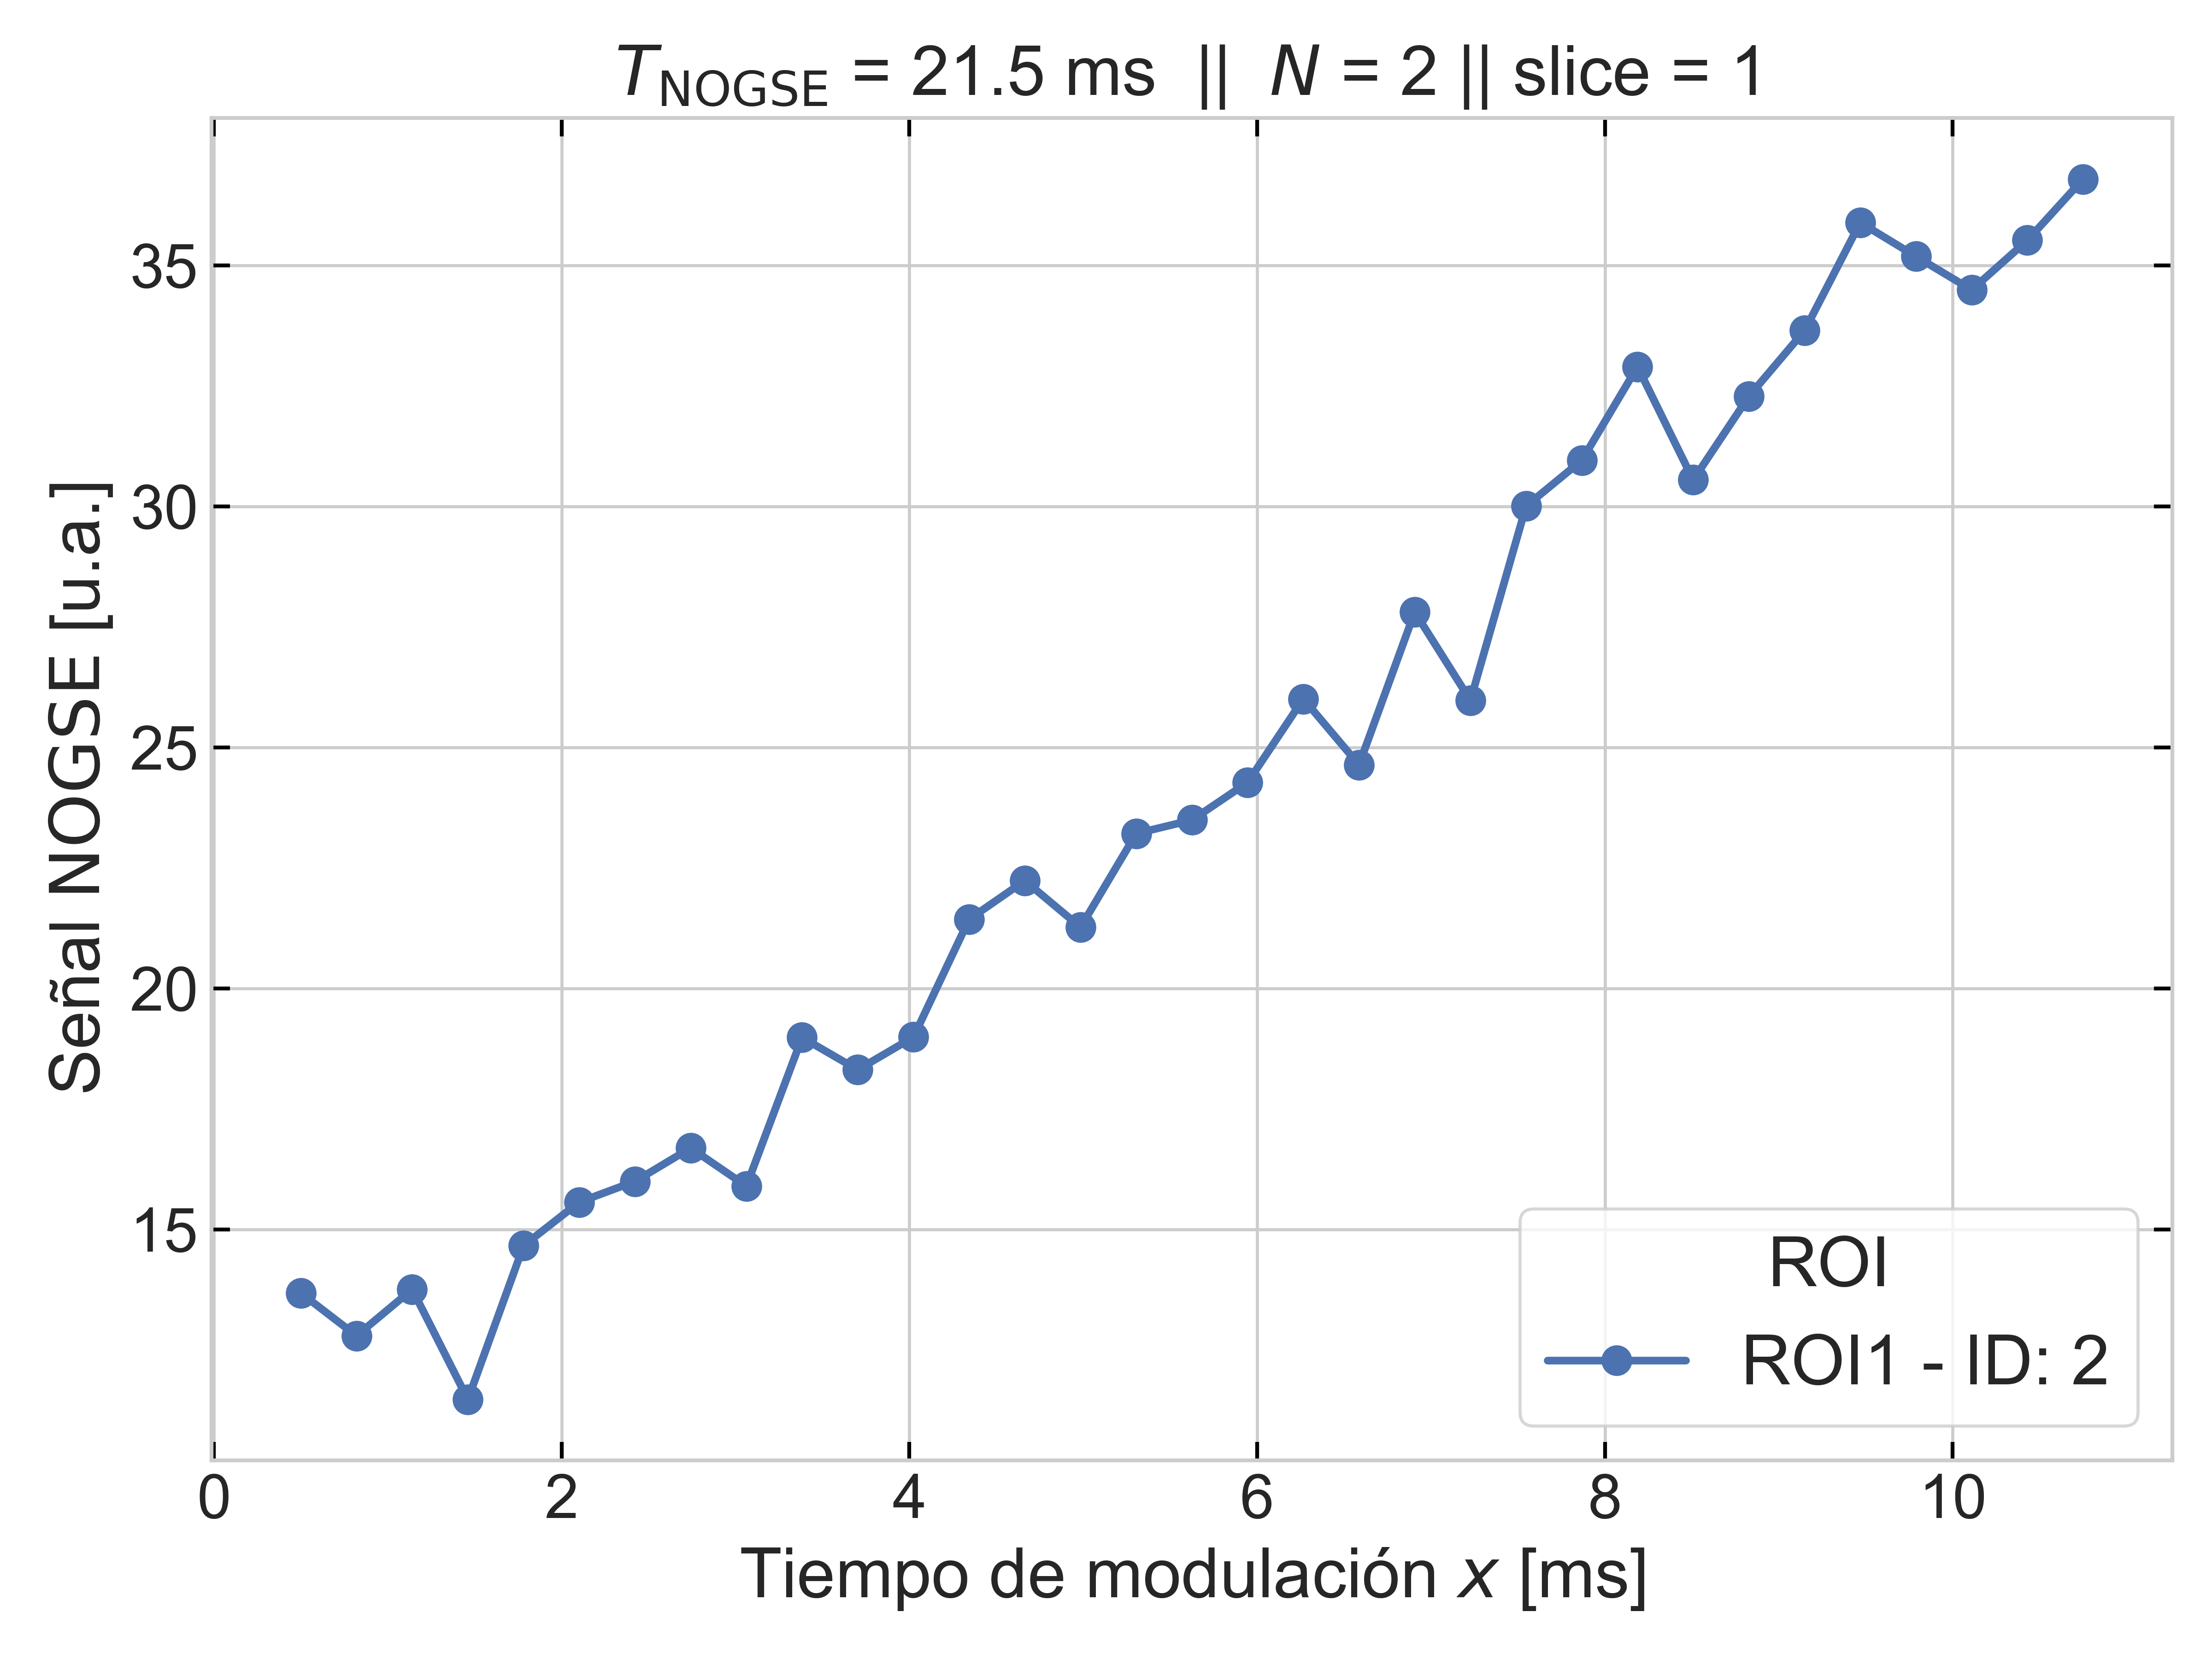 T_NOGSE = 21.5 ms || N = 2 || slice = 1
Señal NOGSE [u.a.]
35
30
25
20
15
ROI
ROI1 - ID: 2
0 2 4 6 8 10
Tiempo de modulación x [ms]